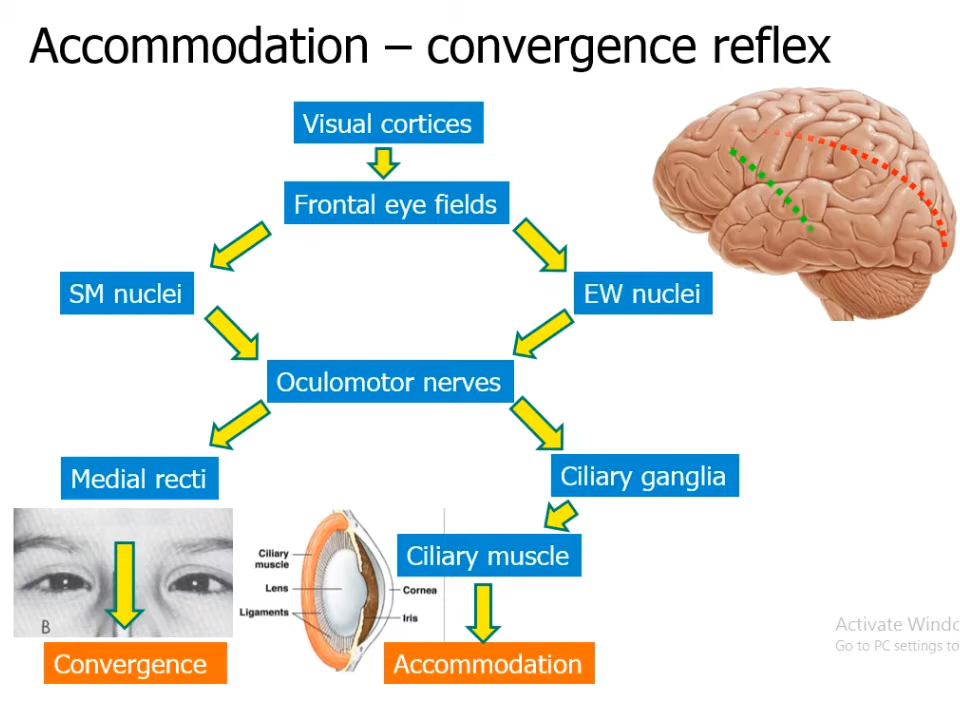 Accommodation – convergence reflex
Visual cortices
Frontal eye fields
SM nuclei
EW nuclei
Oculomotor nerves
Medial recti
Ciliary ganglia
Ciliary
muscle
Lens
Ligaments
Cornea
Iris
Ciliary muscle
B
Convergence
Accommodation
Activate Windo
Go to PC settings to